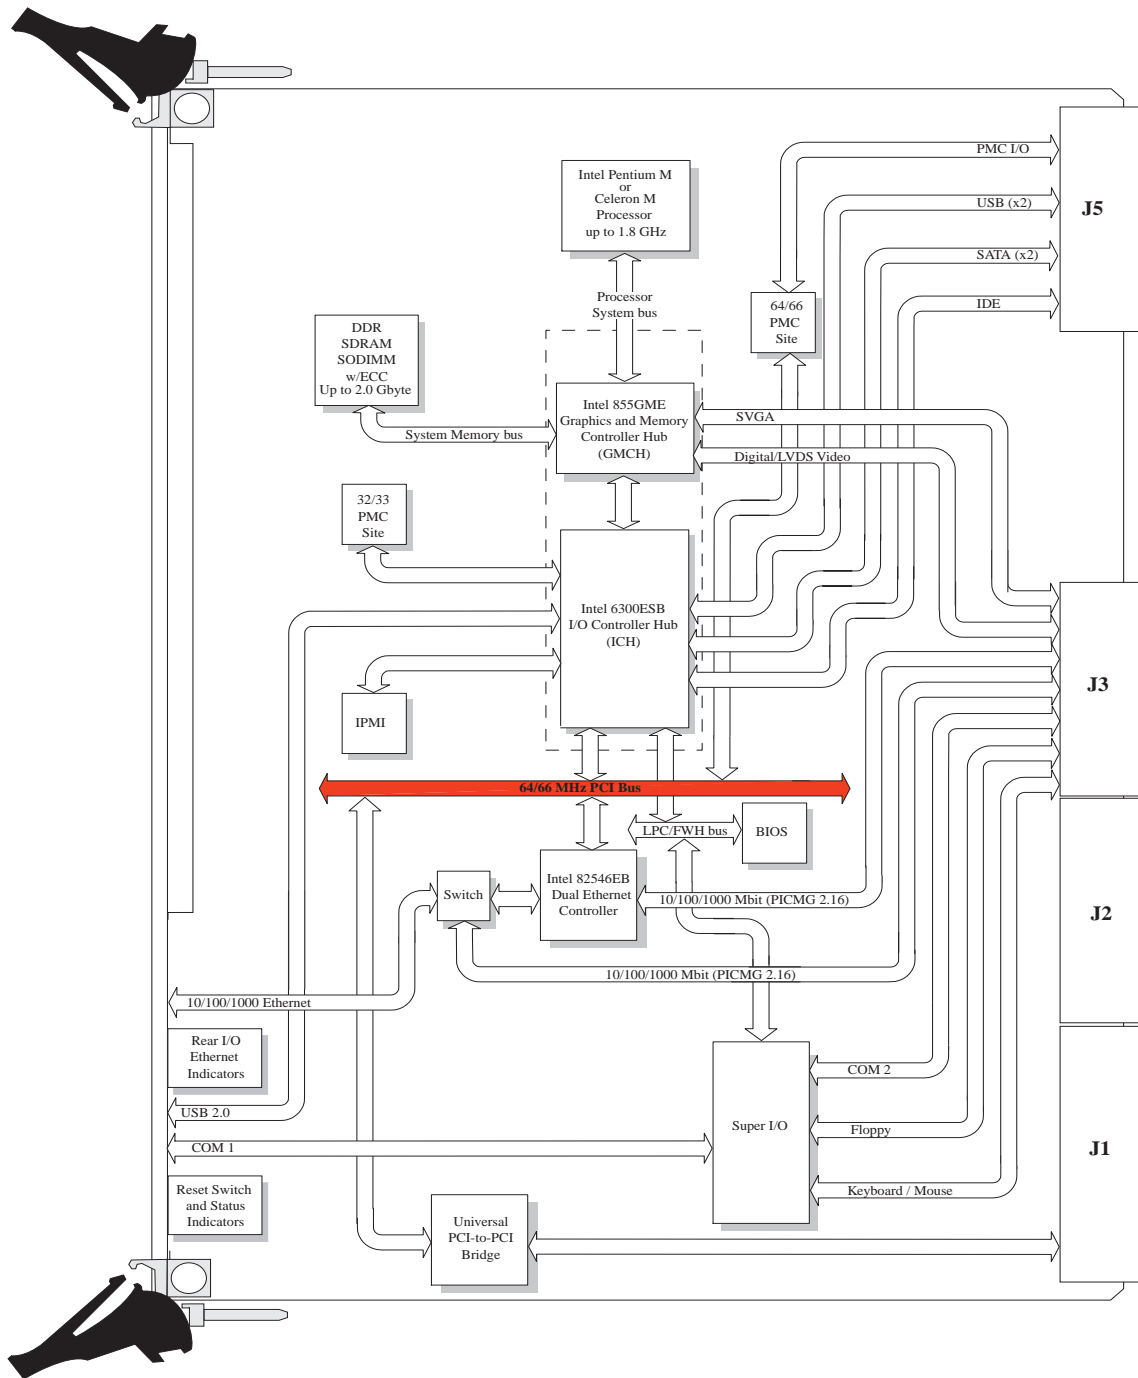 PMC I/O
Intel Pentium M
or
Celeron M
Processor
up to 1.8 GHz
USB (x2)
J5
SATA (x2)
IDE
Processor
System bus
64/66
PMC
Site
DDR
SDRAM
SODIMM
w/ECC
Up to 2.0 Gbyte
Intel 855GME
Graphics and Memory
Controller Hub
(GMCH)
SVGA
System Memory bus
Digital/LVDS Video
32/33
PMC
Site
Intel 6300ESB
I/O Controller Hub
(ICH)
J3
IPMI
64/66 MHz PCI Bus
LPC/FWH bus
BIOS
Intel 82546EB
Dual Ethernet
Controller
Switch
10/100/1000 Mbit (PICMG 2.16)
J2
10/100/1000 Mbit (PICMG 2.16)
10/100/1000 Ethernet
Rear I/O
Ethernet
Indicators
COM 2
USB 2.0
Super I/O
Floppy
COM 1
J1
Reset Switch
and Status
Indicators
Keyboard / Mouse
Universal
PCI-to-PCI
Bridge